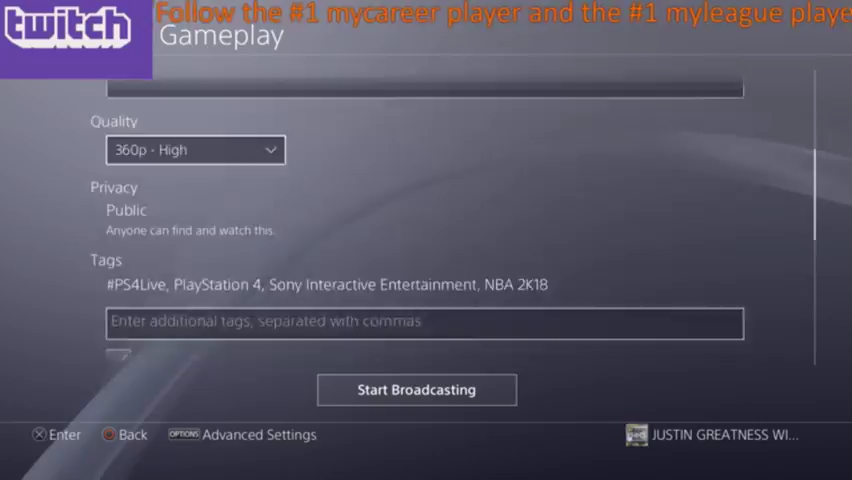 twitch
Follow the #1 mycareer player and the #1 myleague playe
Gameplay
Quality
360p - High
Privacy
Public
Anyone can find and watch this.
Tags
#PS4Live, PlayStation 4, Sony Interactive Entertainment, NBA 2K18
Enter additional tags, separated with commas
Start Broadcasting
Enter
Back
OPTIONS
Advanced Settings
JUSTIN GREATNESS WI...